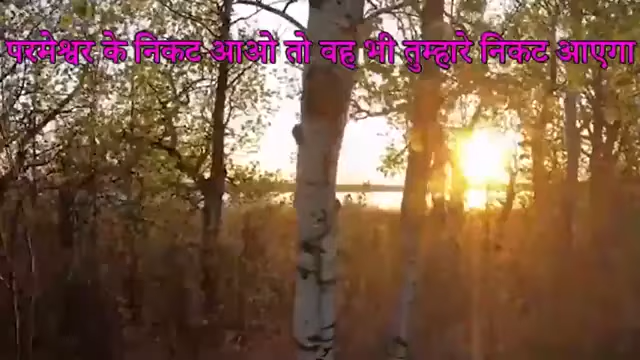 परमेश्वर के निकट आओ तो वह भी तुम्हारे निकट आएगा